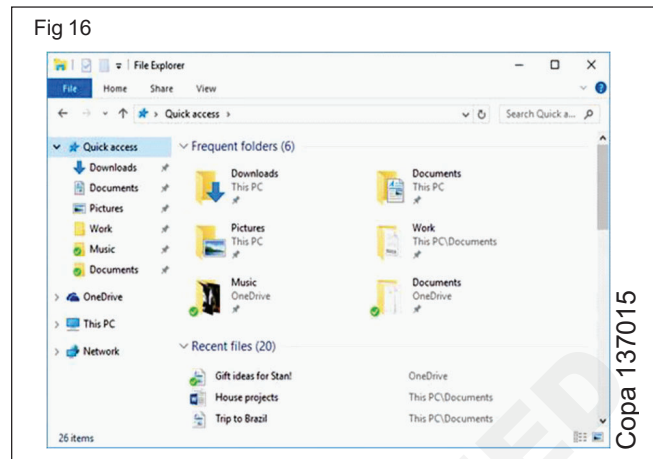 Fig 16
File Explorer
File Home Share View
Quick access
Search Quick a...
Quick access
Downloads
Documents
Pictures
Work
Music
Documents
OneDrive
This PC
Network
Frequent folders (6)
Downloads
This PC
Documents
This PC
Pictures
This PC
Work
This PC\Documents
Music
OneDrive
Documents
OneDrive
Recent files (20)
Gift ideas for Stan! OneDrive
House projects This PC\Documents
Trip to Brazil This PC\Documents
26 items
Copa 137015